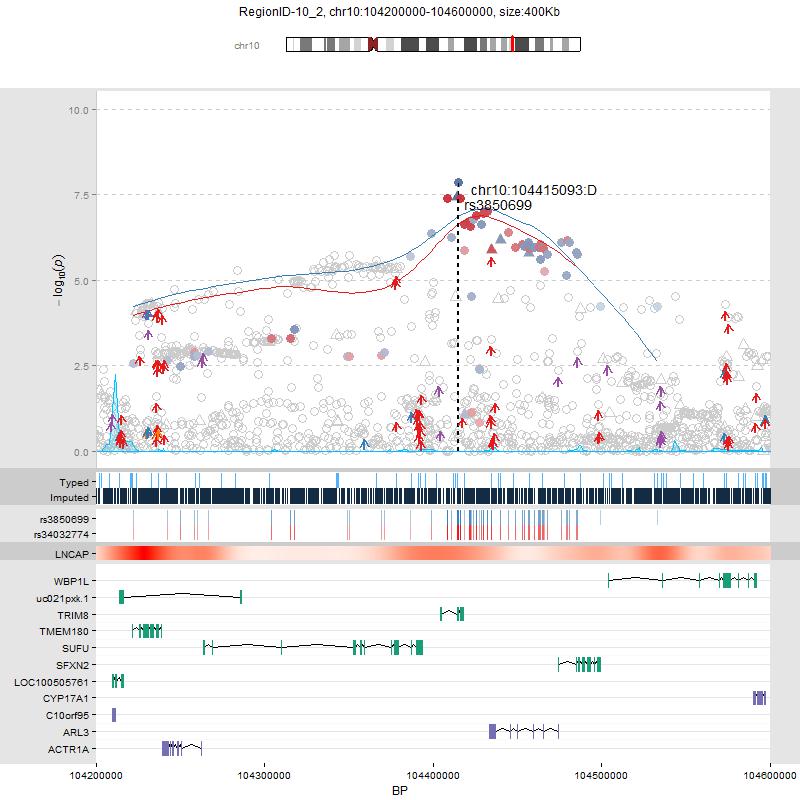 RegionID-10_2, chr10:104200000-104600000, size:400Kb
chr10
10.0
7.5
5.0
2.5
0.0
− log10(p)
chr10:104415093:D
rs3850699
Typed
Imputed
rs3850699
rs34032774
LNCAP
WBP1L
uc021pxk.1
TRIM8
TMEM180
SUFU
SFXN2
LOC100505761
CYP17A1
C10orf95
ARL3
ACTR1A
104200000 104300000 104400000 104500000 104600000
BP